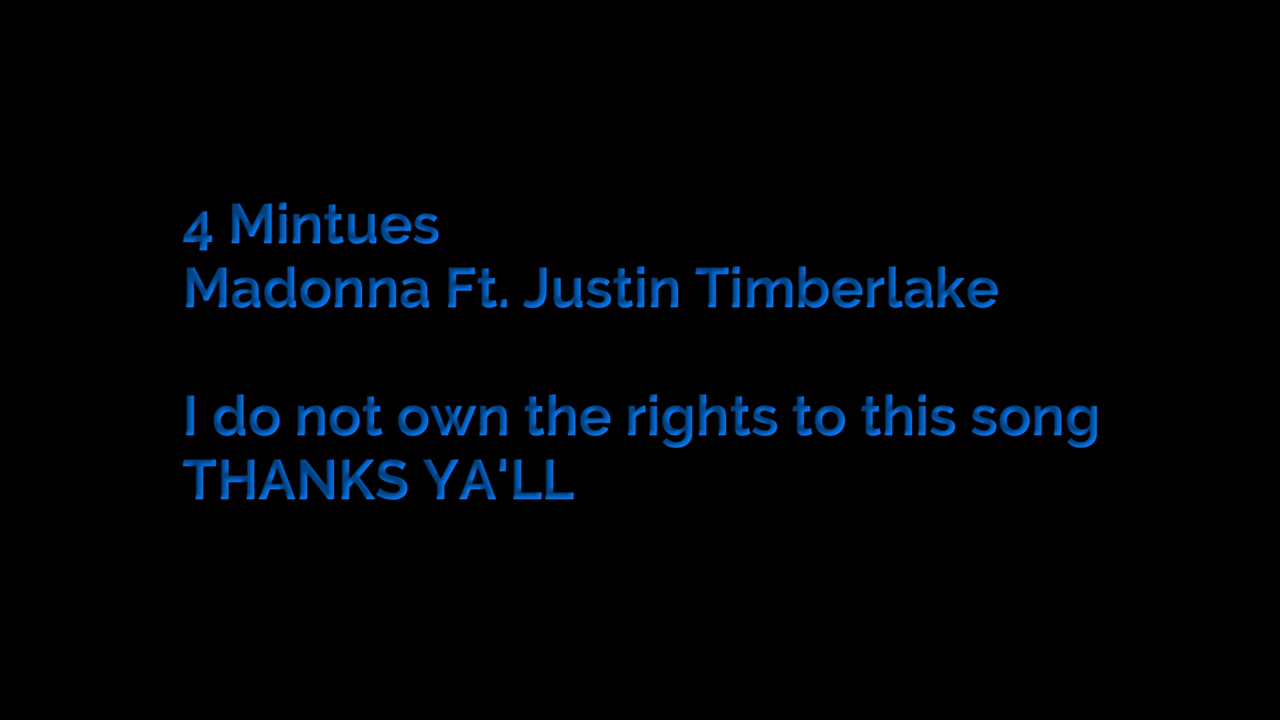 4 Mintues
Madonna Ft. Justin Timberlake
I do not own the rights to this song
THANKS YA'LL